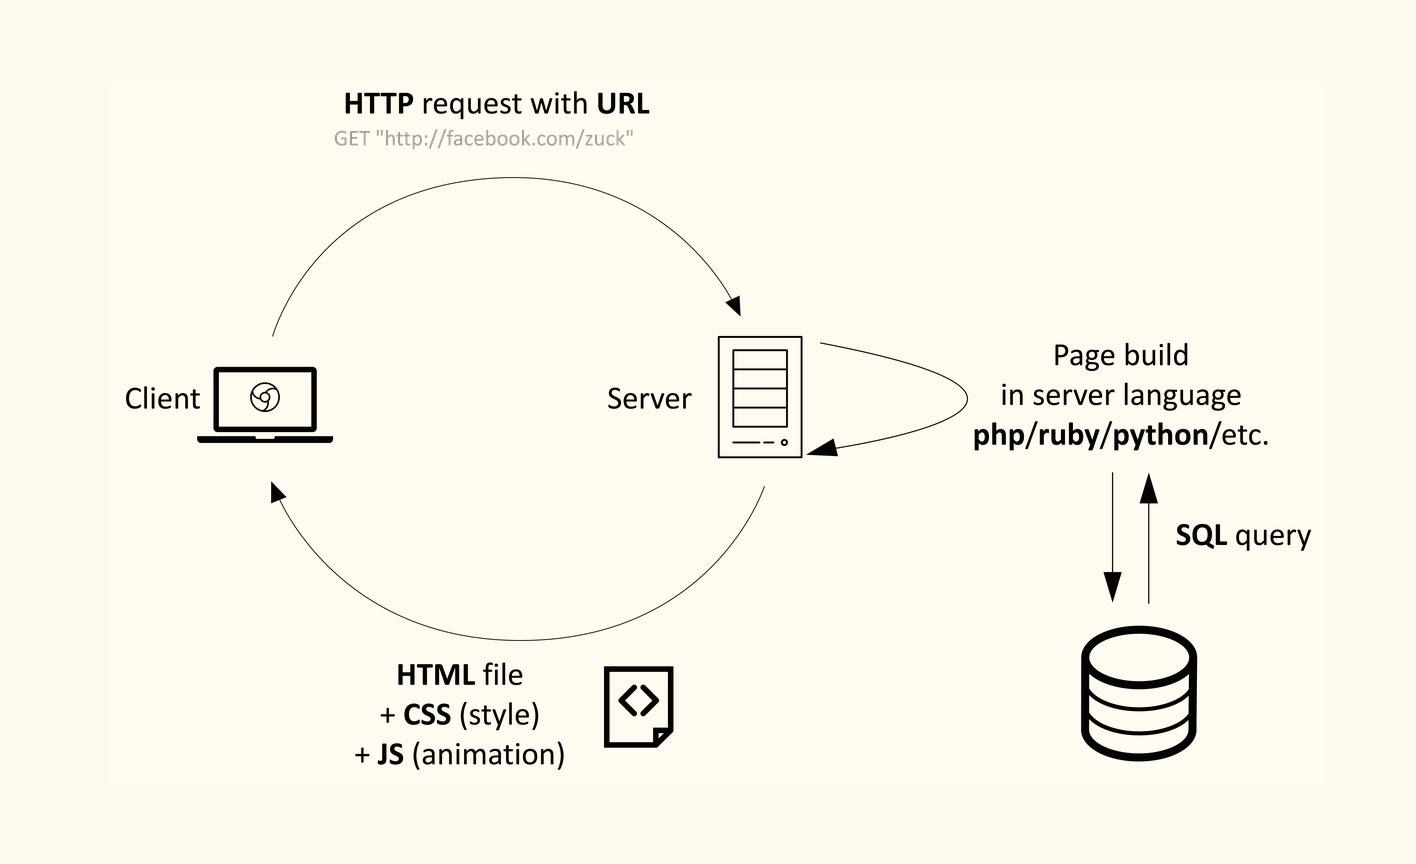 HTTP request with URL
GET "http://facebook.com/zuck"
Client
Server
Page build
in server language
php/ruby/python/etc.
SQL query
HTML file
+ CSS (style)
+ JS (animation)